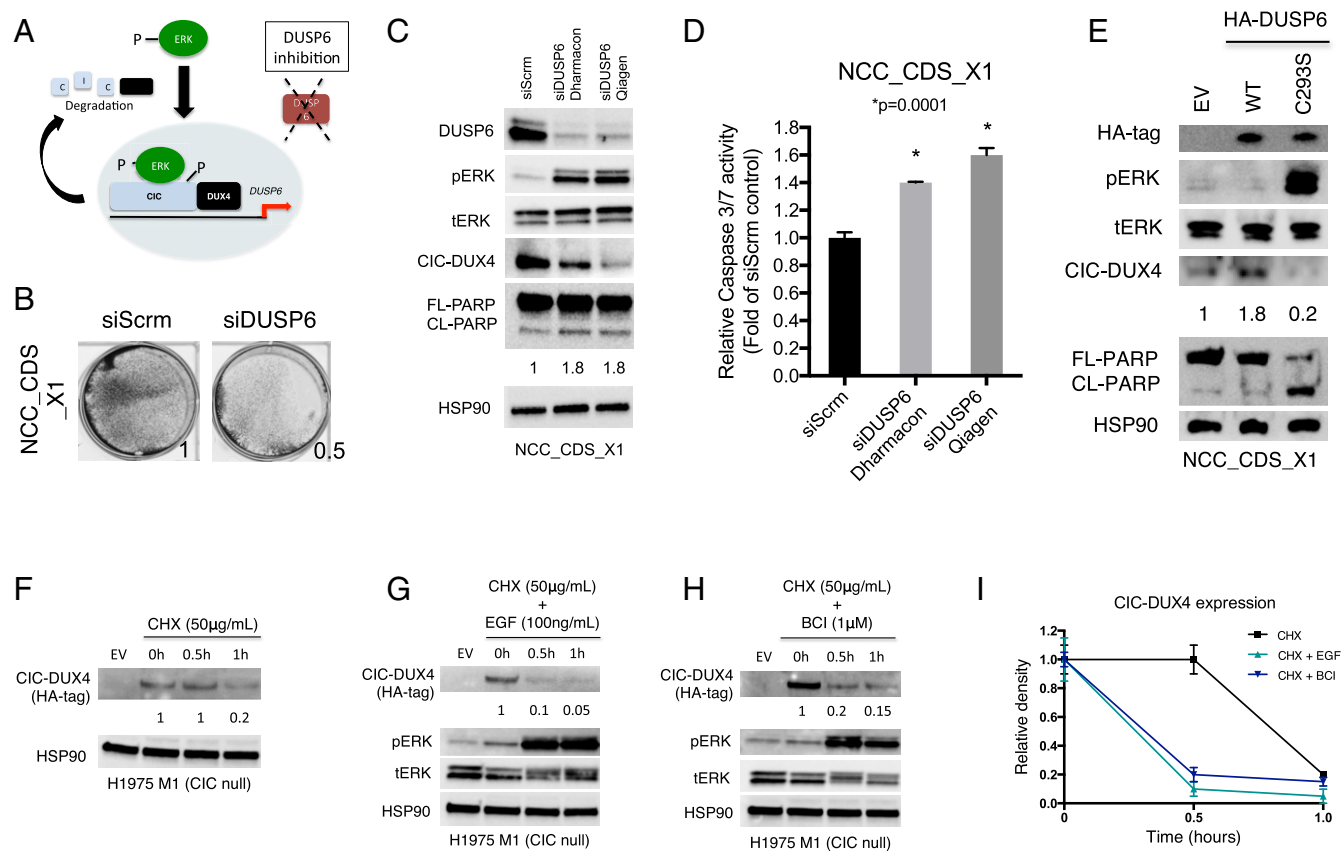 A
P
ERK
DUSP6
inhibition
C
I
C
Degradation
DUSP
6
P
ERK
P
CIC
DUX4
DUSP6
B
siScrm
siDUSP6
NCC_CDS
_X1
1
0.5
C
siScrm
siDUSP6
Dharmacon
siDUSP6
Qiagen
DUSP6
pERK
tERK
CIC-DUX4
FL-PARP
CL-PARP
1 1.8 1.8
HSP90
NCC_CDS_X1
D
NCC_CDS_X1
*p=0.0001
Relative Caspase 3/7 activity
(Fold of siScrm control)
1.8
1.6
1.4
1.2
1.0
0.8
0.6
0.4
0.2
0.0
*
*
siScrm
siDUSP6
Dharmacon
siDUSP6
Qiagen
E
HA-DUSP6
EV
WT
C293S
HA-tag
pERK
tERK
CIC-DUX4
1 1.8 0.2
FL-PARP
CL-PARP
HSP90
NCC_CDS_X1
F
CHX (50µg/mL)
EV 0h 0.5h 1h
CIC-DUX4
(HA-tag)
1 1 0.2
HSP90
H1975 M1 (CIC null)
G
CHX (50µg/mL)
+
EGF (100ng/mL)
EV 0h 0.5h 1h
CIC-DUX4
(HA-tag)
1 0.1 0.05
pERK
tERK
HSP90
H1975 M1 (CIC null)
H
CHX (50µg/mL)
+
BCI (1µM)
EV 0h 0.5h 1h
CIC-DUX4
(HA-tag)
1 0.2 0.15
pERK
tERK
HSP90
H1975 M1 (CIC null)
I
CIC-DUX4 expression
CHX
CHX + EGF
CHX + BCI
Relative density
1.2
1.0
0.8
0.6
0.4
0.2
0.0
0 0.5 1.0
Time (hours)